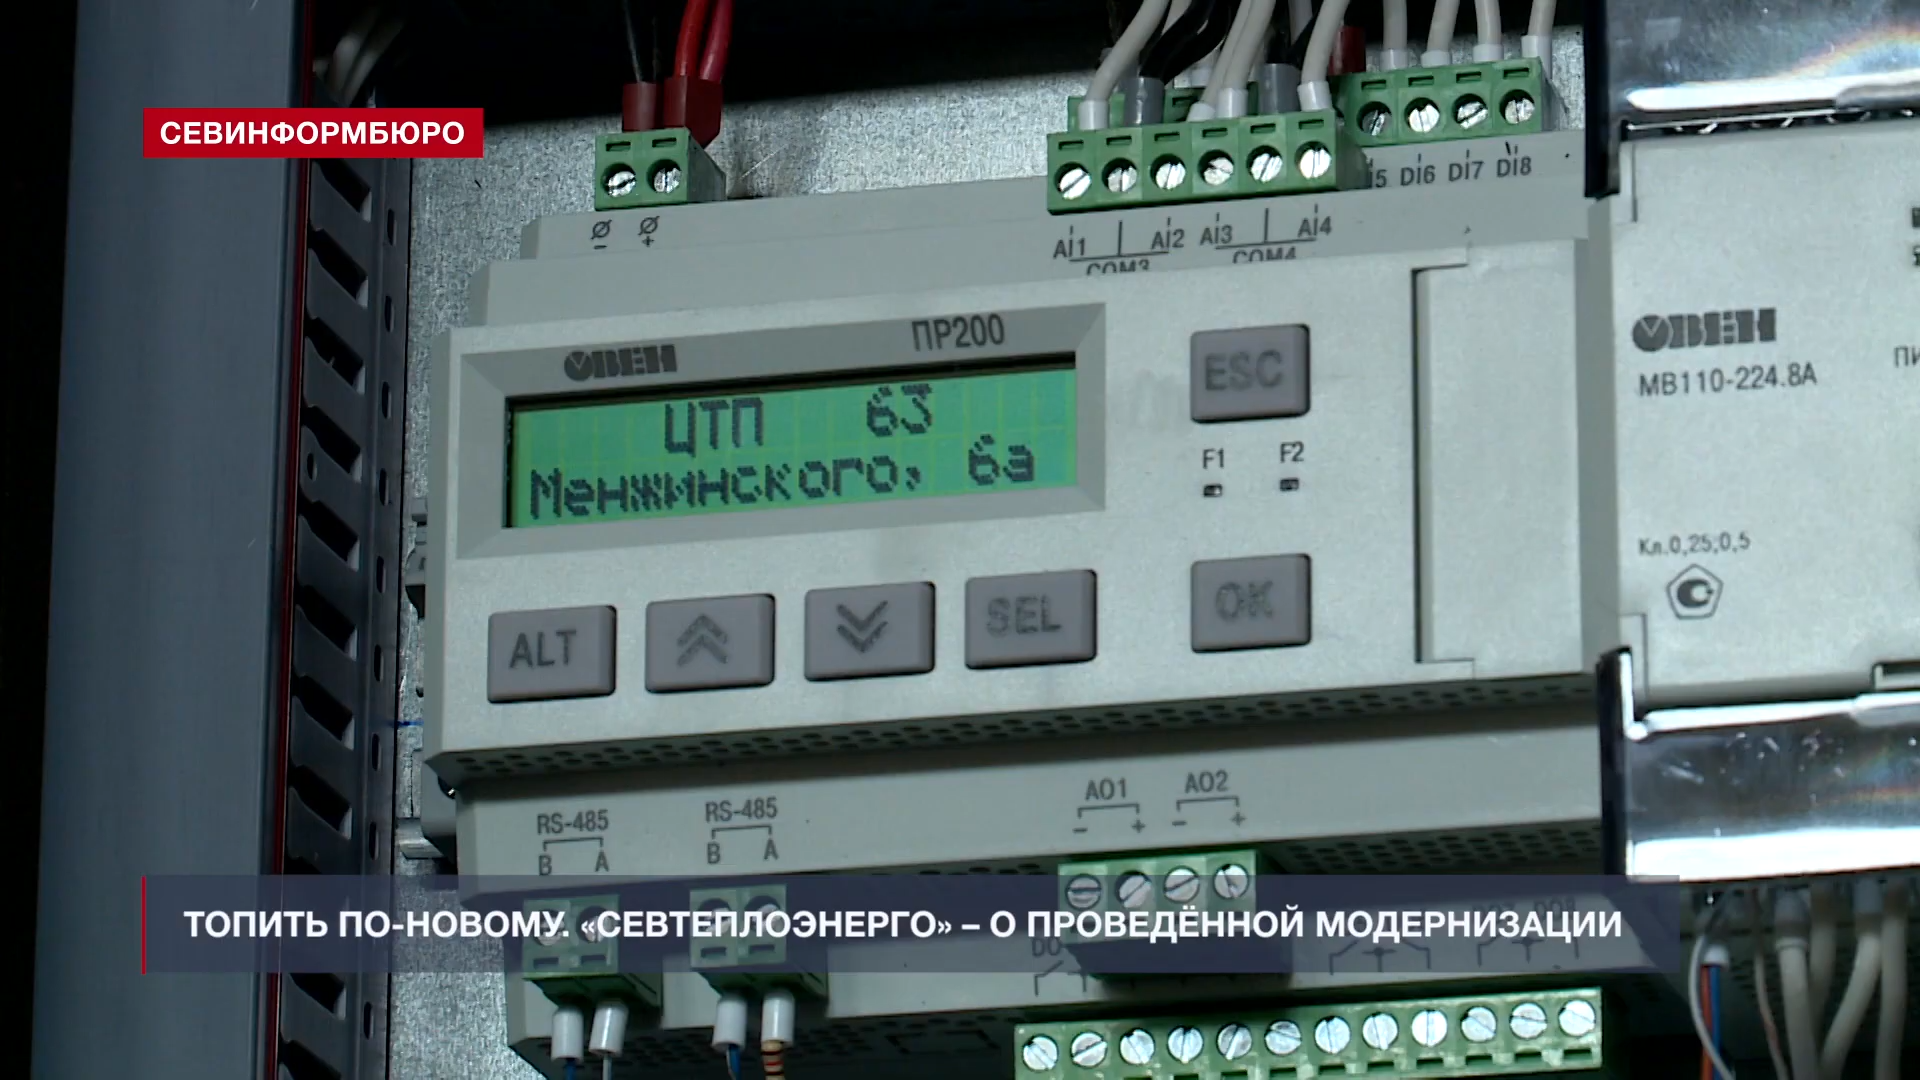 СЕВИНФОРМБЮРО
DI6 DI7 DI8
AI1 AI2 AI3 AI4
COM3 COM4
ОВЕН ПР200
ЦТП 63
Менжинского, 6а
ESC
F1 F2
ALT SEL OK
ОВЕН
МВ110-224.8А
Кл.0,25;0,5
RS-485 RS-485
B A B A
AO1 AO2
- + - +
ТОПИТЬ ПО-НОВОМУ. «СЕВТЕПЛОЭНЕРГО» – О ПРОВЕДЁННОЙ МОДЕРНИЗАЦИИ